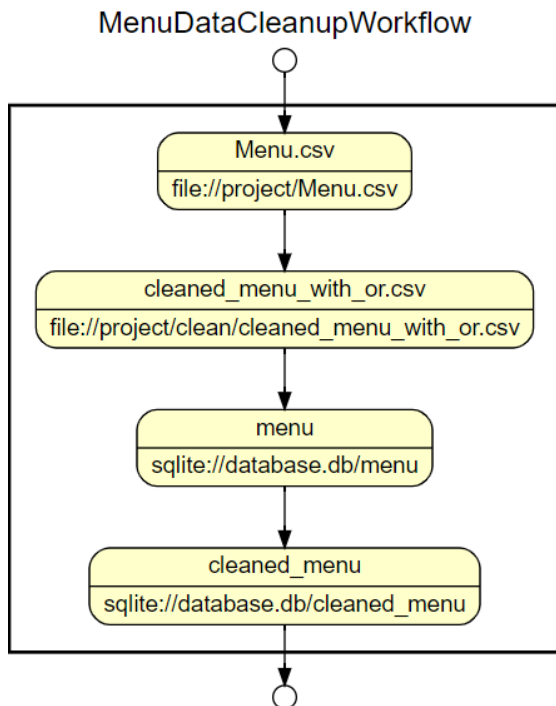 MenuDataCleanupWorkflow
Menu.csv
file://project/Menu.csv
cleaned_menu_with_or.csv
file://project/clean/cleaned_menu_with_or.csv
menu
sqlite://database.db/menu
cleaned_menu
sqlite://database.db/cleaned_menu